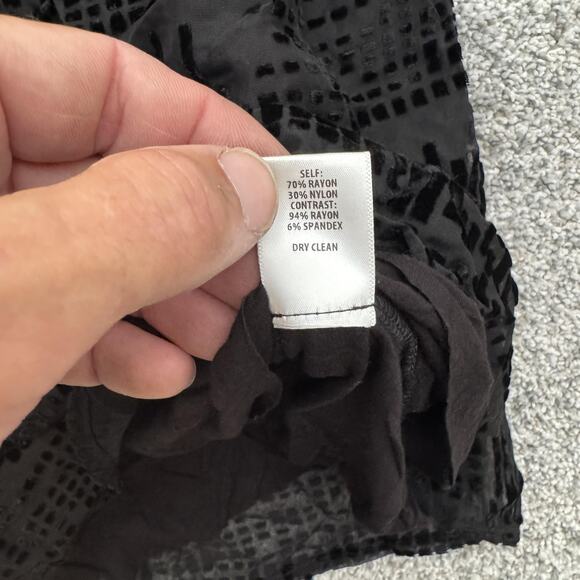 SELF:
70% RAYON
30% NYLON
CONTRAST:
94% RAYON
6% SPANDEX
DRY CLEAN